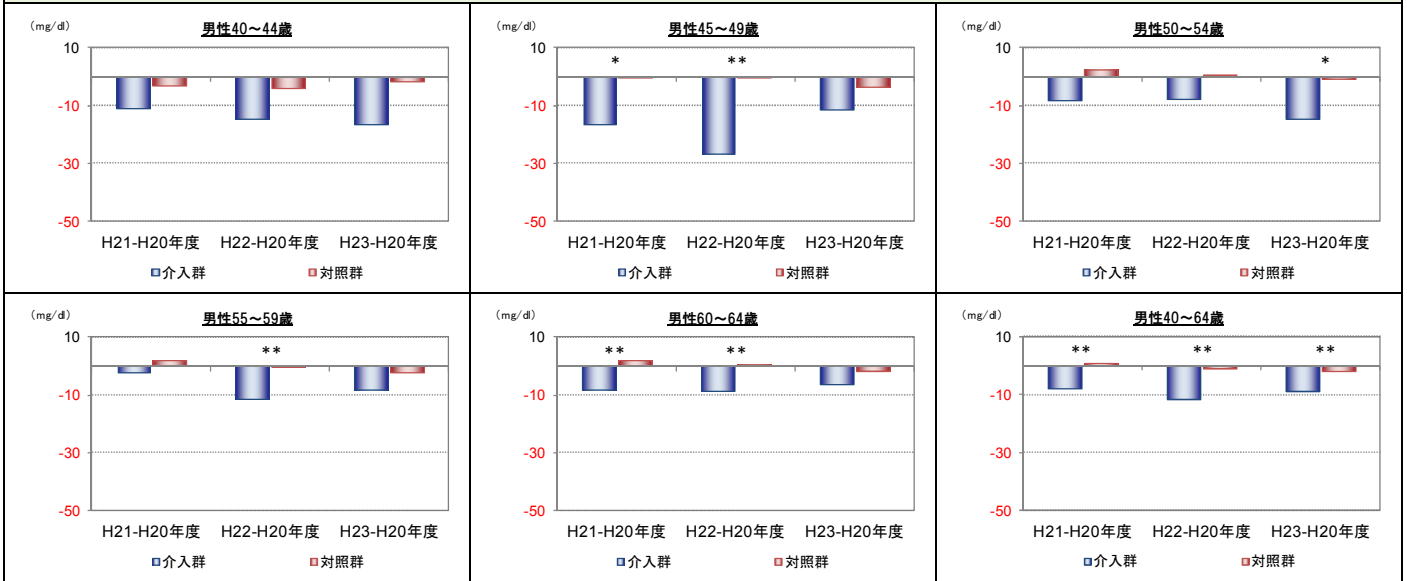 (mg/dl)
男性40～44歳
10
**-10
-30
-50
H21-H20年度 H22-H20年度 H23-H20年度
介入群 対照群
(mg/dl)
男性45～49歳
10
* **
-10
-30
-50
H21-H20年度 H22-H20年度 H23-H20年度
介入群 対照群
(mg/dl)
男性50～54歳
10
*
-10
-30
-50
H21-H20年度 H22-H20年度 H23-H20年度
介入群 対照群
(mg/dl)
男性55～59歳
10
**
-10
-30
-50
H21-H20年度 H22-H20年度 H23-H20年度
介入群 対照群
(mg/dl)
男性60～64歳
10
** **
-10
-30
-50
H21-H20年度 H22-H20年度 H23-H20年度
介入群 対照群
(mg/dl)
男性40～64歳
10
** ** **
-10
-30
-50
H21-H20年度 H22-H20年度 H23-H20年度
介入群 対照群